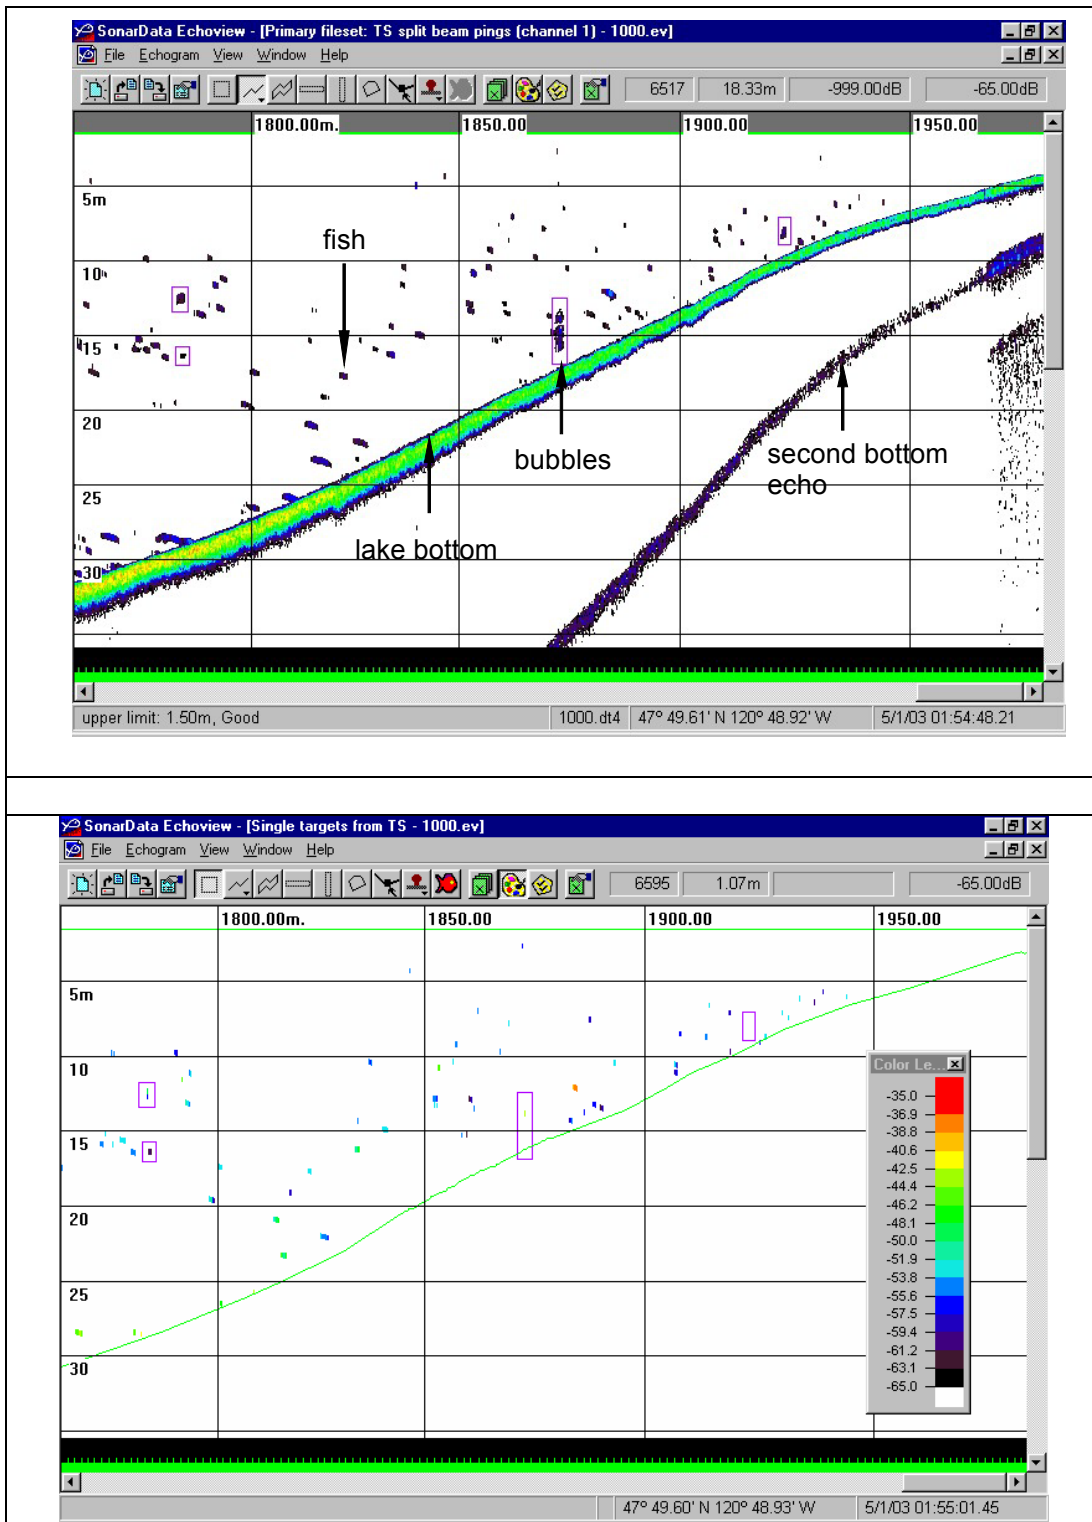 SonarData Echoview - [Primary fileset: TS split beam pings (channel 1) - 1000.ev]
File Echogram View Window Help
6517 18.33m -999.00dB -65.00dB
1800.00m. 1850.00 1900.00 1950.00
5m
fish
10
15
20
bubbles
second bottom
echo
25
lake bottom
30
upper limit: 1.50m, Good 1000.dt4 47º 49.61' N 120º 48.92' W 5/1/03 01:54:48.21
SonarData Echoview - [Single targets from TS - 1000.ev]
File Echogram View Window Help
6595 1.07m -65.00dB
1800.00m. 1850.00 1900.00 1950.00
5m
10
Color Le...
-35.0
-36.9
-38.8
15
-40.6
-42.5
-44.4
-46.2
20
-48.1
-50.0
-51.9
-53.8
25
-55.6
-57.5
-59.4
-61.2
30
-63.1
-65.0
47º 49.60' N 120º 48.93' W 5/1/03 01:55:01.45